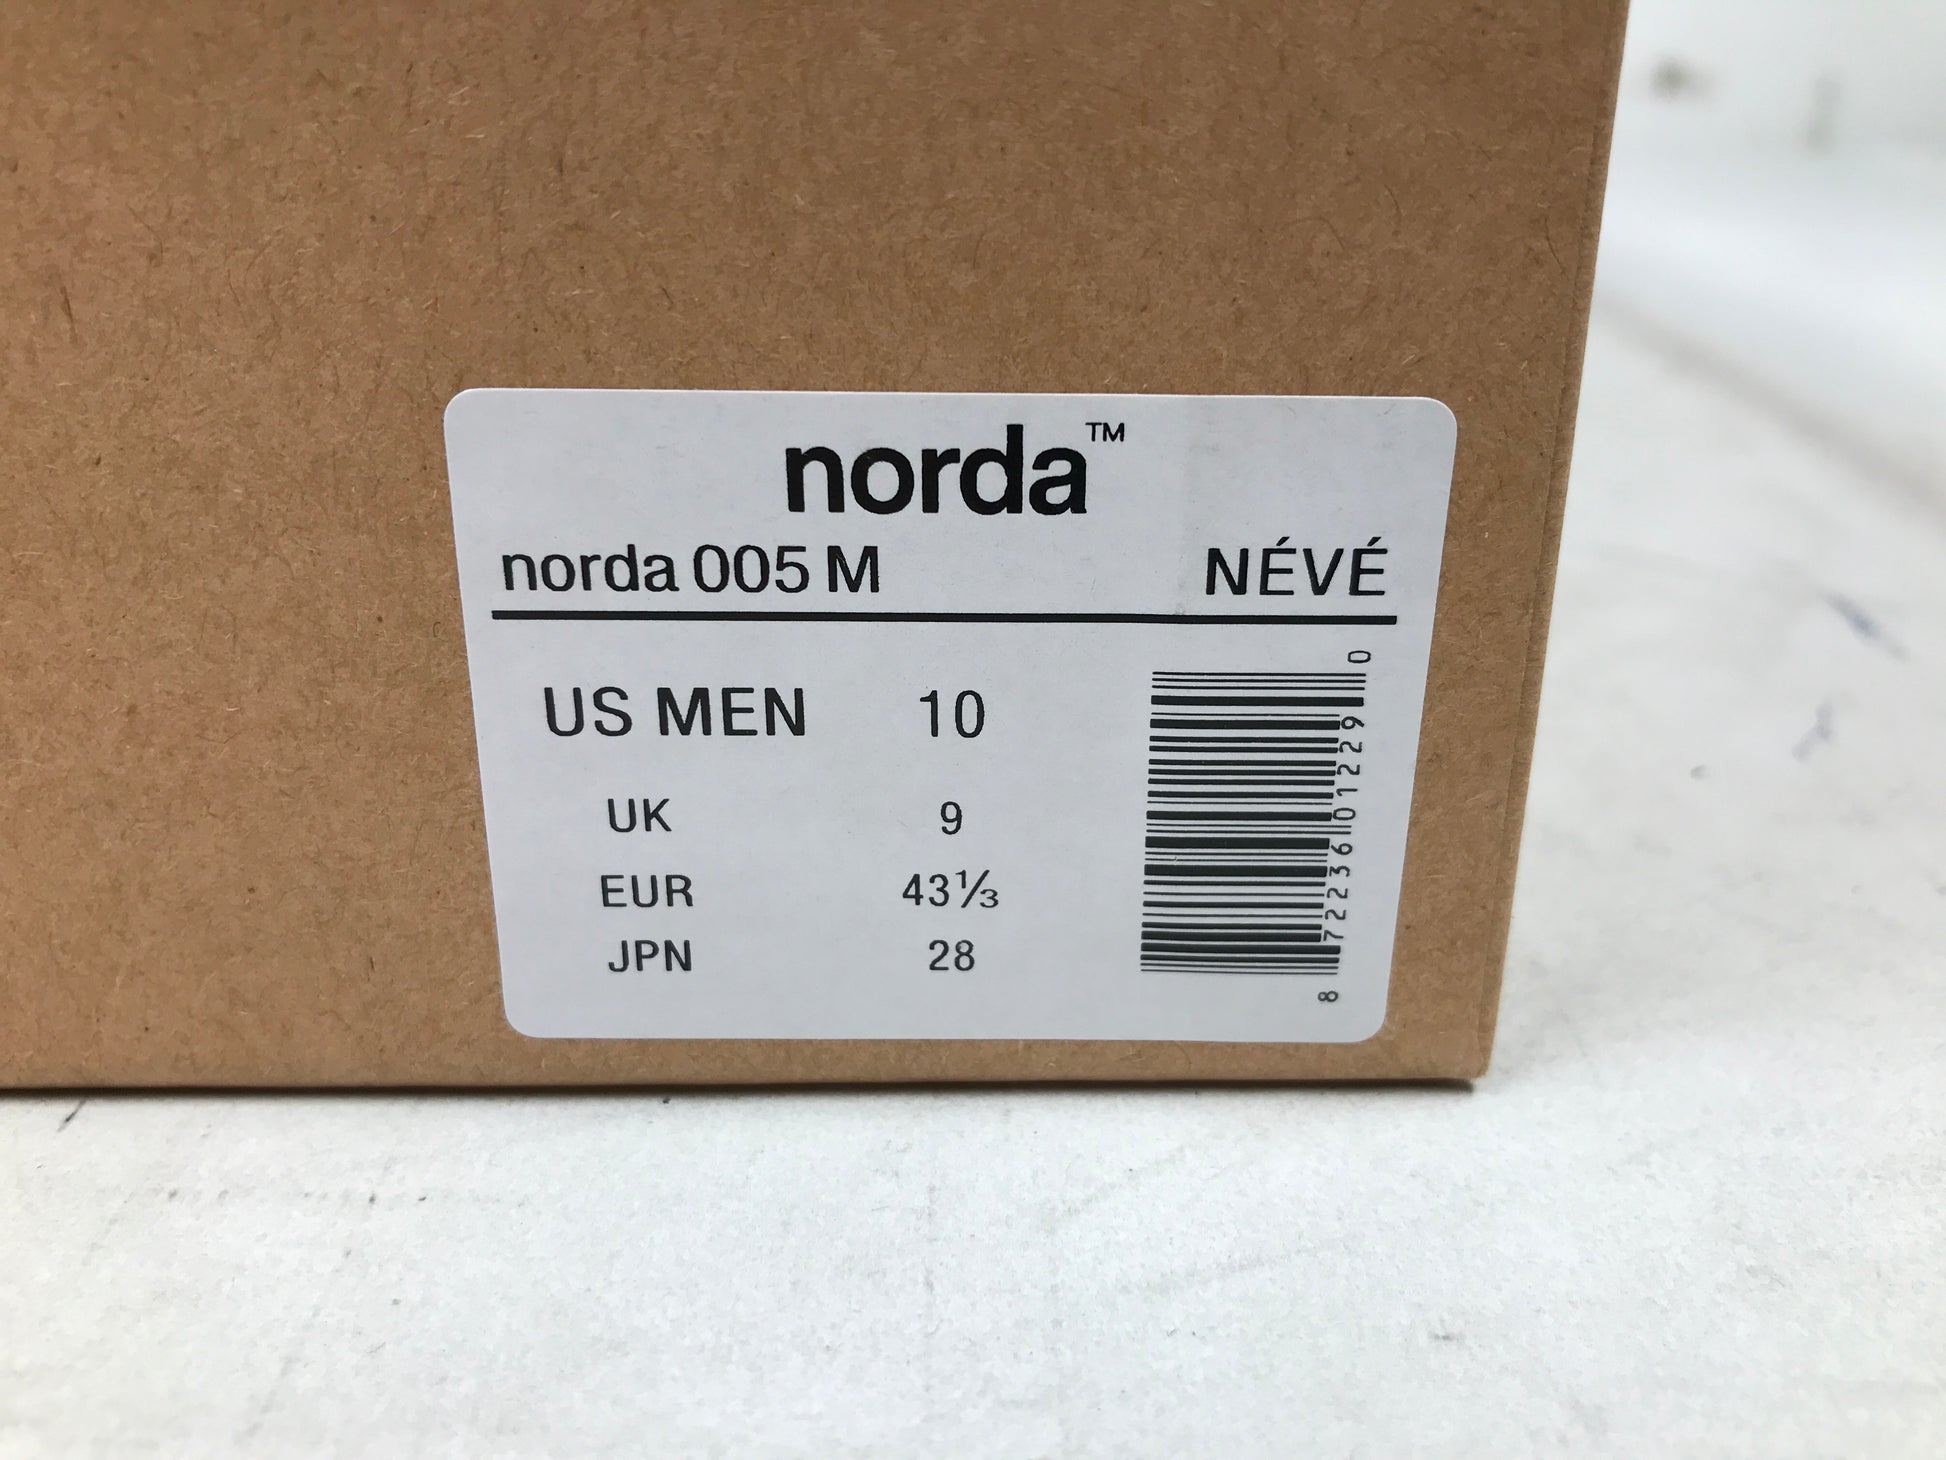 norda™
norda 005 M NÉVÉ
US MEN 10
UK 9
EUR 43⅓
JPN 28
8 72236 01229 0